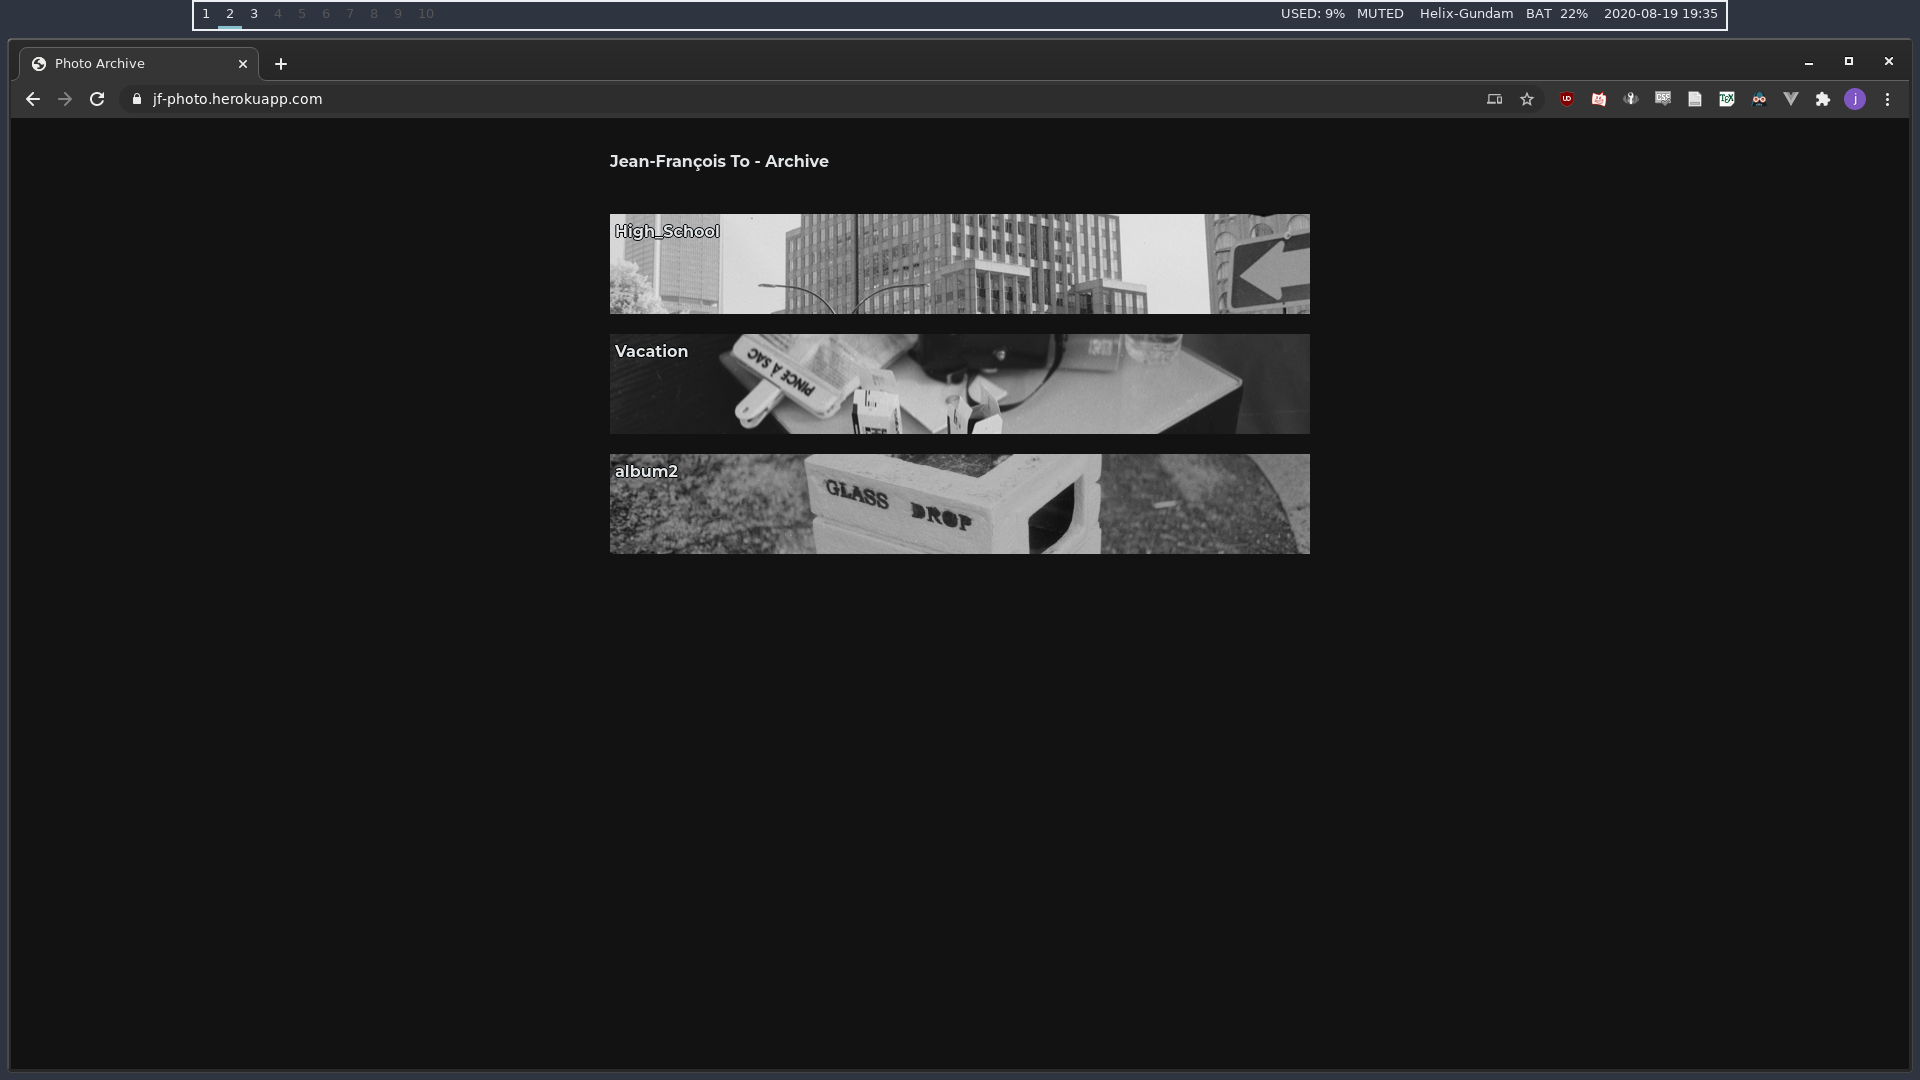 1 2 3 4 5 6 7 8 9 10 USED: 9% MUTED Helix-Gundam BAT 22% 2020-08-19 19:35
Photo Archive
jf-photo.herokuapp.com
j
Jean-François To - Archive
High_School
Vacation
PINCE À SAC
album2
GLASS DROP